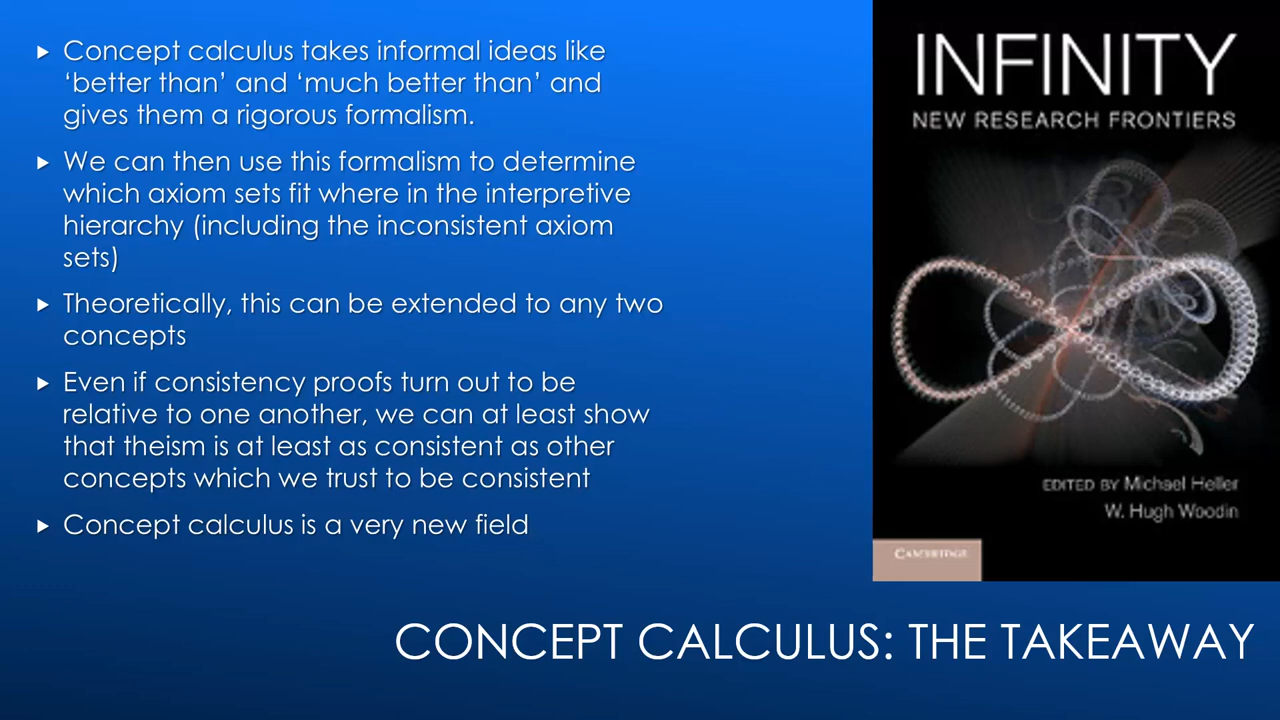 Concept calculus takes informal ideas like
‘better than’ and ‘much better than’ and
gives them a rigorous formalism.
We can then use this formalism to determine
which axiom sets fit where in the interpretive
hierarchy (including the inconsistent axiom
sets)
Theoretically, this can be extended to any two
concepts
Even if consistency proofs turn out to be
relative to one another, we can at least show
that theism is at least as consistent as other
concepts which we trust to be consistent
Concept calculus is a very new field
INFINITY
NEW RESEARCH FRONTIERS
EDITED BY Michael Heller
W. Hugh Woodin
CAMBRIDGE
CONCEPT CALCULUS: THE TAKEAWAY